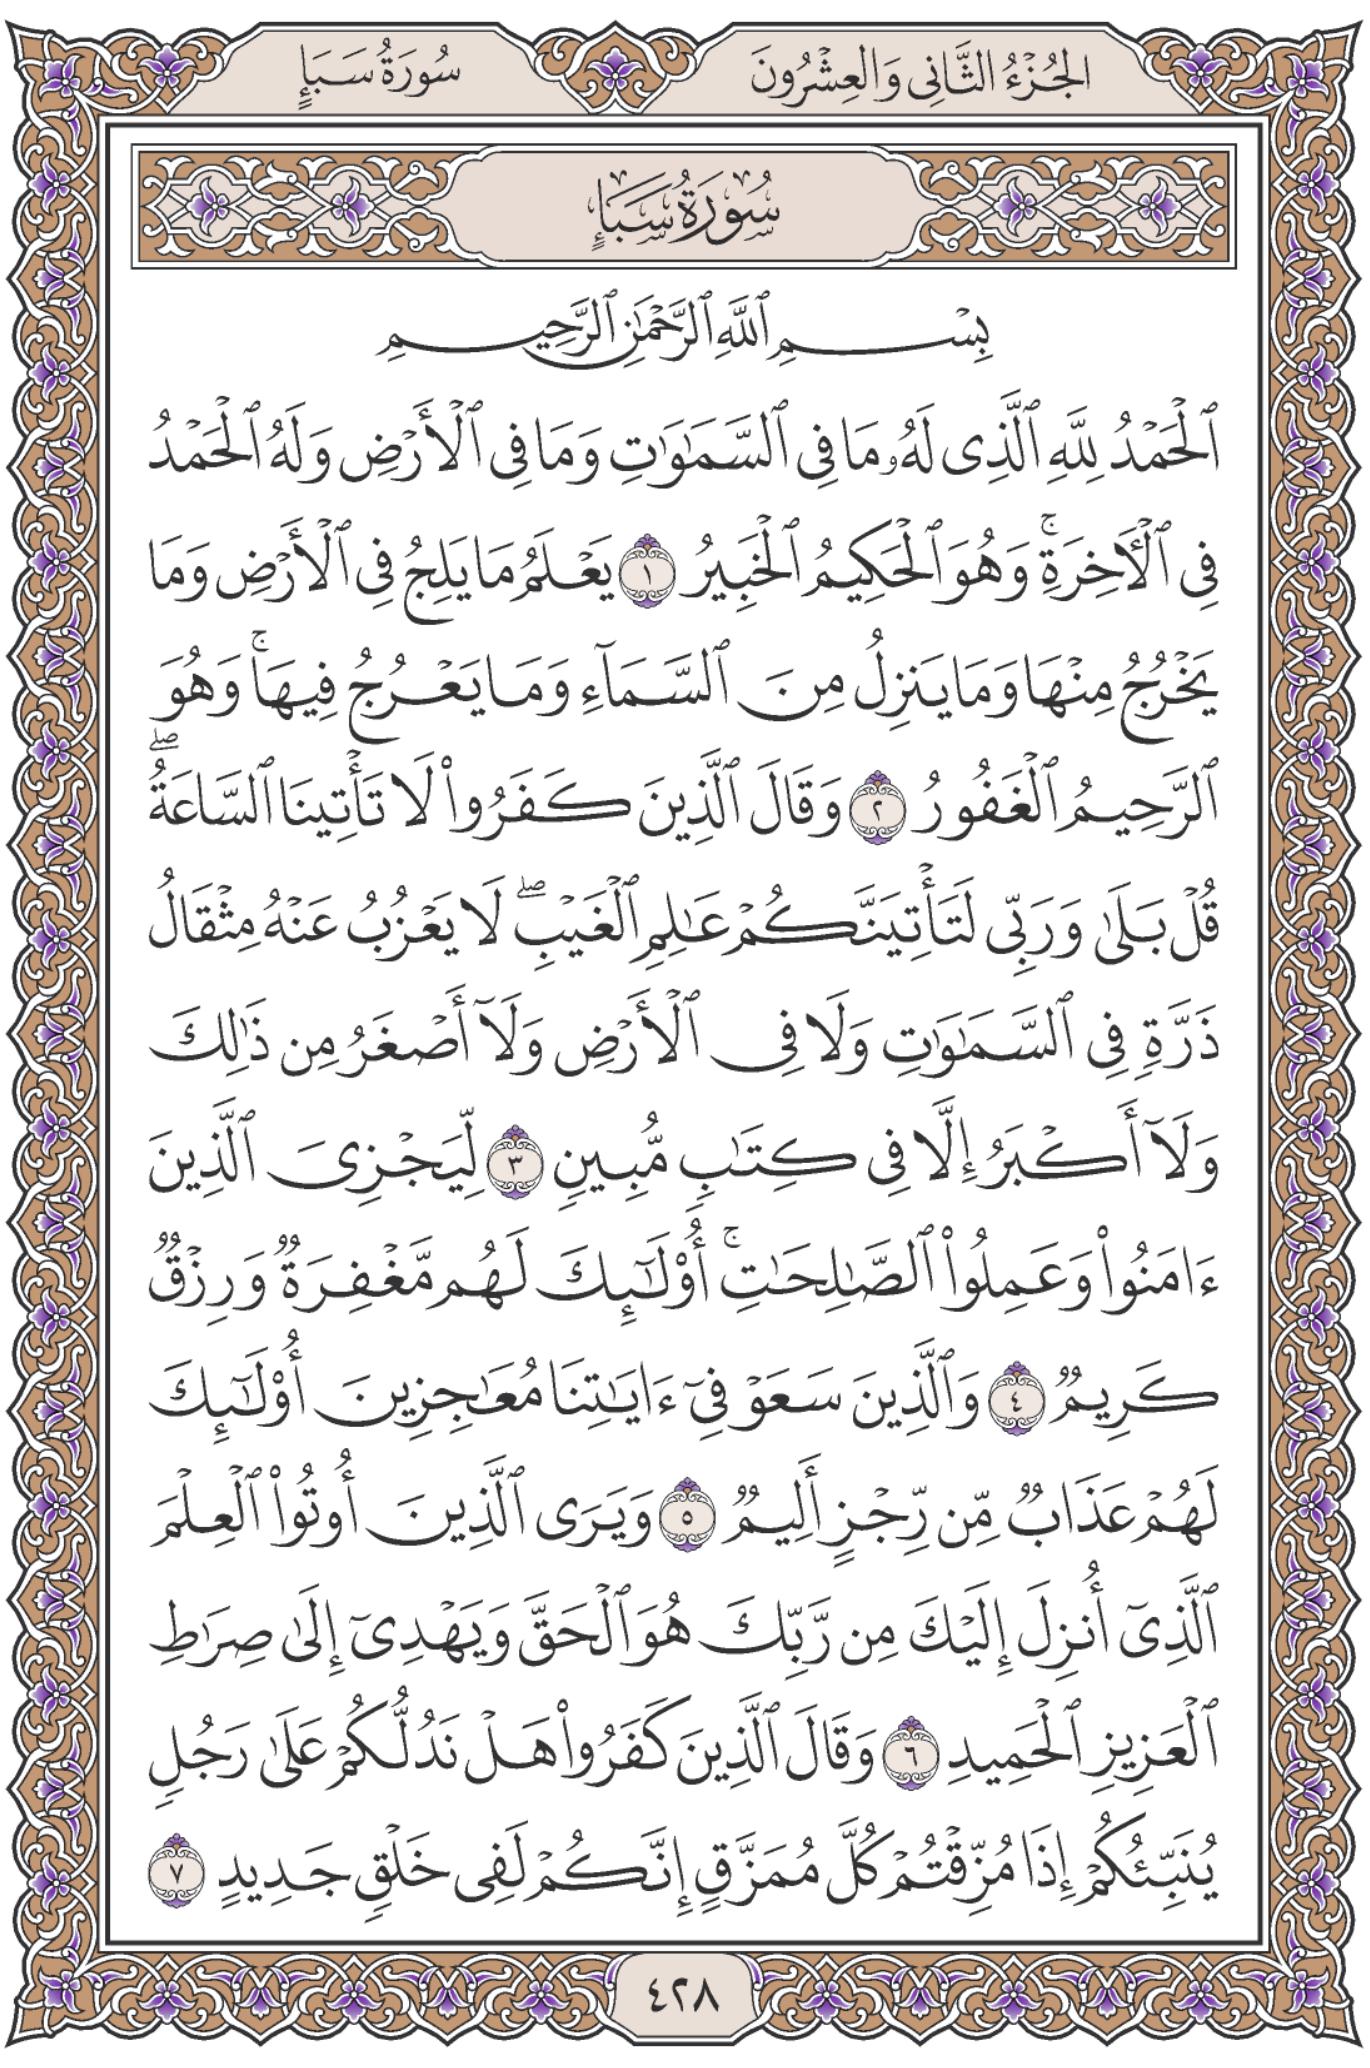 الجُزْءُ الثَّانِي وَالعِشْرُونَ
سُورَةُ سَبَإٍ
سُورَةُ سَبَإٍ
بِسْمِ ٱللَّهِ ٱلرَّحْمَٰنِ ٱلرَّحِيمِ
ٱلْحَمْدُ لِلَّهِ ٱلَّذِى لَهُۥ مَا فِى ٱلسَّمَٰوَٰتِ وَمَا فِى ٱلْأَرْضِ وَلَهُ ٱلْحَمْدُ
فِى ٱلْـَٔاخِرَةِ ۚ وَهُوَ ٱلْحَكِيمُ ٱلْخَبِيرُ ١ يَعْلَمُ مَا يَلِجُ فِى ٱلْأَرْضِ وَمَا
يَخْرُجُ مِنْهَا وَمَا يَنزِلُ مِنَ ٱلسَّمَآءِ وَمَا يَعْرُجُ فِيهَا ۚ وَهُوَ
ٱلرَّحِيمُ ٱلْغَفُورُ ٢ وَقَالَ ٱلَّذِينَ كَفَرُوا۟ لَا تَأْتِينَا ٱلسَّاعَةُ ۖ
قُلْ بَلَىٰ وَرَبِّى لَتَأْتِيَنَّكُمْ عَٰلِمِ ٱلْغَيْبِ ۖ لَا يَعْزُبُ عَنْهُ مِثْقَالُ
ذَرَّةٍ فِى ٱلسَّمَٰوَٰتِ وَلَا فِى ٱلْأَرْضِ وَلَآ أَصْغَرُ مِن ذَٰلِكَ
وَلَآ أَكْبَرُ إِلَّا فِى كِتَٰبٍ مُّبِينٍ ٣ لِّيَجْزِىَ ٱلَّذِينَ
ءَامَنُوا۟ وَعَمِلُوا۟ ٱلصَّٰلِحَٰتِ ۚ أُو۟لَٰٓئِكَ لَهُم مَّغْفِرَةٌ وَرِزْقٌ
كَرِيمٌ ٤ وَٱلَّذِينَ سَعَوْ فِىٓ ءَايَٰتِنَا مُعَٰجِزِينَ أُو۟لَٰٓئِكَ
لَهُمْ عَذَابٌ مِّن رِّجْزٍ أَلِيمٌ ٥ وَيَرَى ٱلَّذِينَ أُوتُوا۟ ٱلْعِلْمَ
ٱلَّذِىٓ أُنزِلَ إِلَيْكَ مِن رَّبِّكَ هُوَ ٱلْحَقَّ وَيَهْدِىٓ إِلَىٰ صِرَٰطِ
ٱلْعَزِيزِ ٱلْحَمِيدِ ٦ وَقَالَ ٱلَّذِينَ كَفَرُوا۟ هَلْ نَدُلُّكُمْ عَلَىٰ رَجُلٍ
يُنَبِّئُكُمْ إِذَا مُزِّقْتُمْ كُلَّ مُمَزَّقٍ إِنَّكُمْ لَفِى خَلْقٍ جَدِيدٍ ٧
٤٢٨